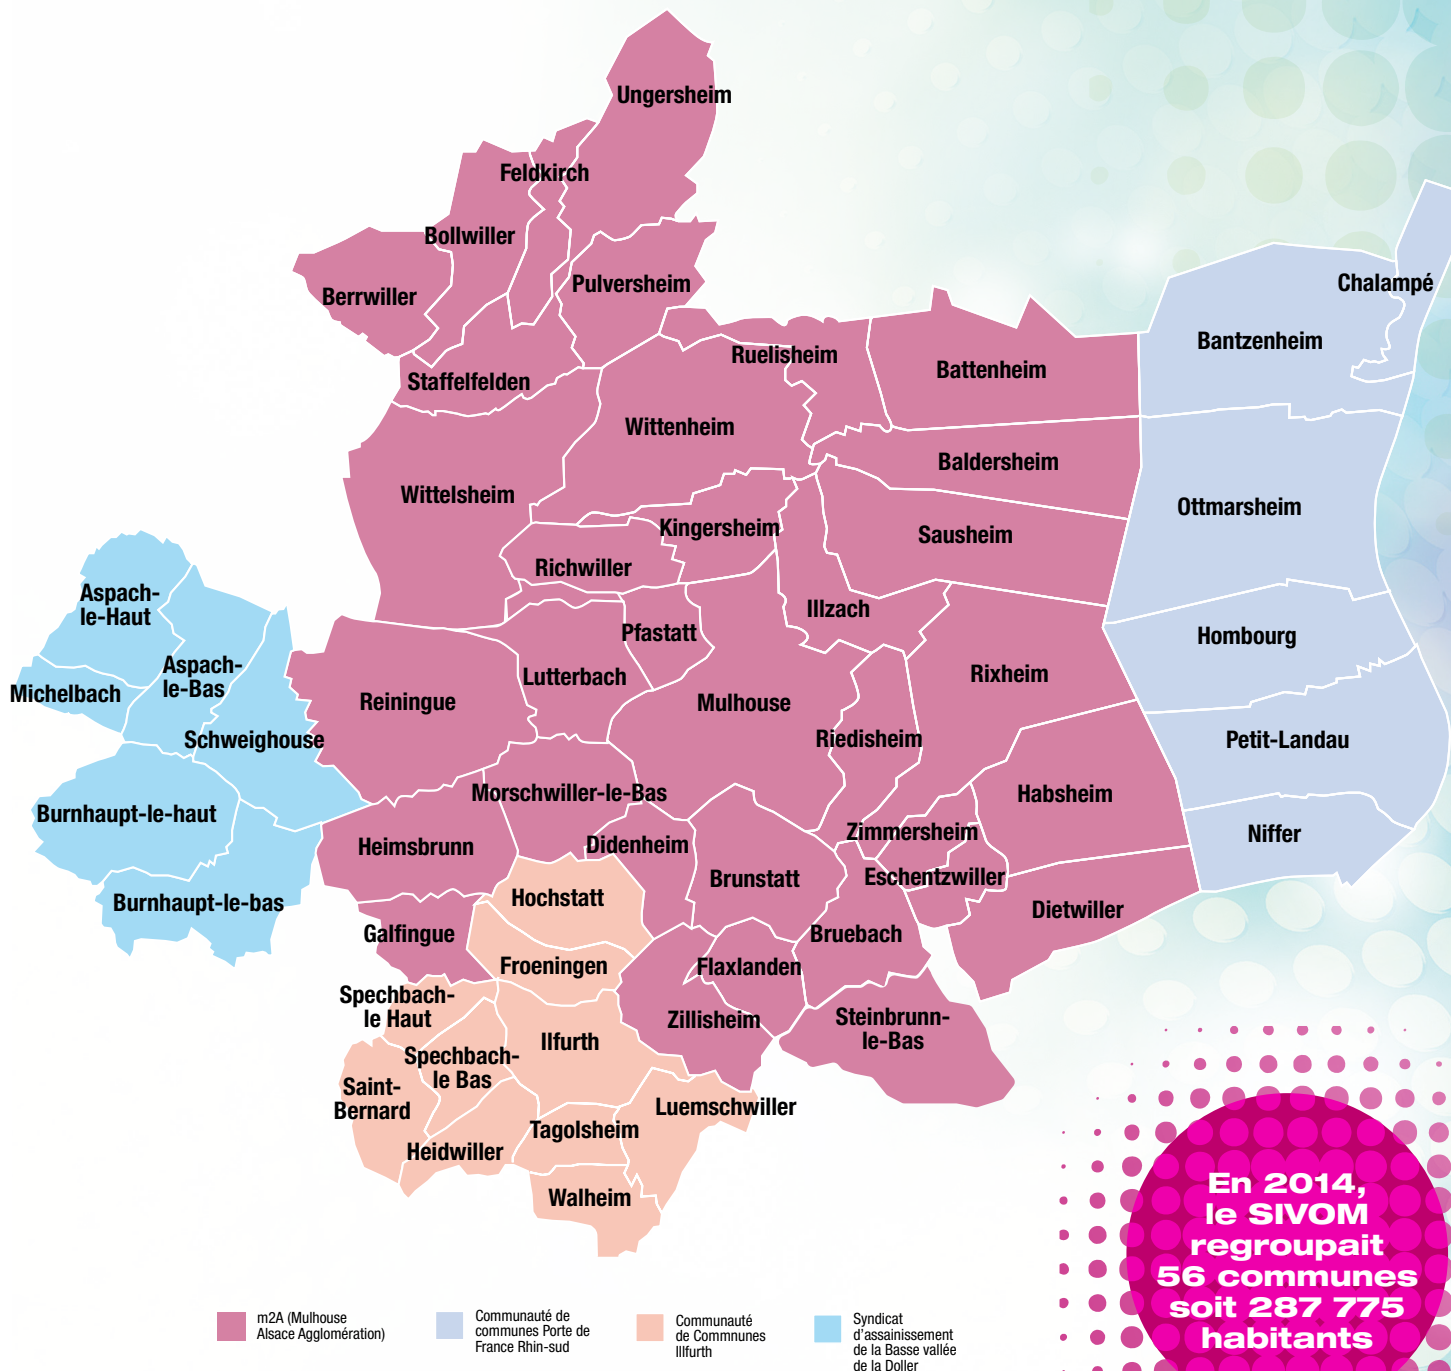 Ungersheim
Feldkirch
Bollwiller
Berrwiller
Pulversheim
Chalampé
Bantzenheim
Ruelisheim
Battenheim
Staffelfelden
Wittenheim
Baldersheim
Wittelsheim
Ottmarsheim
Kingersheim
Sausheim
Richwiller
Aspach-
le-Haut
Illzach
Pfastatt
Hombourg
Aspach-
le-Bas
Michelbach
Lutterbach
Rixheim
Reiningue
Mulhouse
Schweighouse
Riedisheim
Petit-Landau
Morschwiller-le-Bas
Habsheim
Burnhaupt-le-haut
Zimmersheim
Niffer
Heimsbrunn
Didenheim
Eschentzwiller
Brunstatt
Hochstatt
Burnhaupt-le-bas
Dietwiller
Galfingue
Bruebach
Froeningen
Flaxlanden
Spechbach-
le Haut
Zillisheim
Steinbrunn-
le-Bas
Illfurth
Spechbach-
le Bas
Saint-
Bernard
Luemschwiller
Tagolsheim
Heidwiller
Walheim
En 2014,
le SIVOM
regroupait
56 communes
soit 287 775
habitants
m2A (Mulhouse
Alsace Agglomération)
Communauté de
communes Porte de
France Rhin-sud
Communauté
de Commnunes
Illfurth
Syndicat
d'assainissement
de la Basse vallée
de la Doller